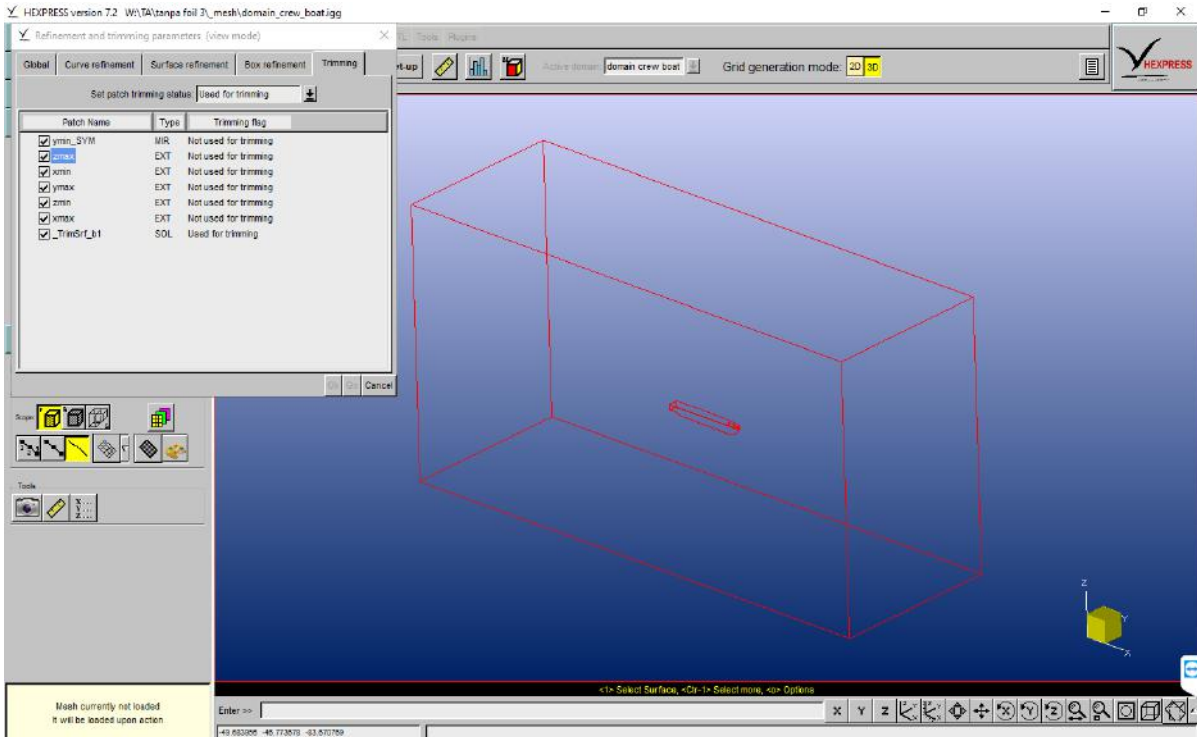 HEXPRESS version 7.2 W:\TA\tanpa foil 3\_mesh\domain_crew_boat.igg
Refinement and trimming parameters (view mode)
Tools Plugins
Global Curve refinement Surface refinement Box refinement Trimming
Active domain: domain crew boat Grid generation mode: 2D 3D
HEXPRESS
Set patch trimming status: Used for trimming
Patch Name Type Trimming flag
ymin_SYM MIR Not used for trimming
zmax EXT Not used for trimming
xmin EXT Not used for trimming
ymax EXT Not used for trimming
zmin EXT Not used for trimming
xmax EXT Not used for trimming
_TrimSrf_b1 SOL Used for trimming
Ok Go Cancel
Scope
Tools
Z
Y
X
<1> Select Surface, <Ctr-1> Select more, <o> Options
Mesh currently not loaded
It will be loaded upon action
Enter >>
X Y Z